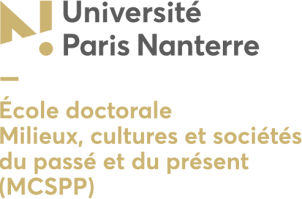 Université
Paris Nanterre
École doctorale
Milieux, cultures et sociétés
du passé et du présent
(MCSPP)